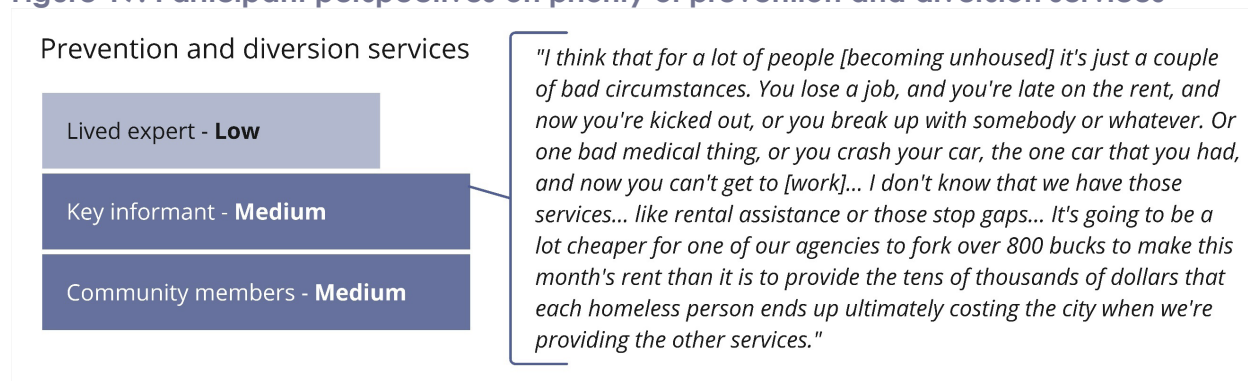 Prevention and diversion services
Lived expert - Low
Key informant - Medium
Community members - Medium
"I think that for a lot of people [becoming unhoused] it's just a couple
of bad circumstances. You lose a job, and you're late on the rent, and
now you're kicked out, or you break up with somebody or whatever. Or
one bad medical thing, or you crash your car, the one car that you had,
and now you can't get to [work]... I don't know that we have those
services... like rental assistance or those stop gaps... It's going to be a
lot cheaper for one of our agencies to fork over 800 bucks to make this
month's rent than it is to provide the tens of thousands of dollars that
each homeless person ends up ultimately costing the city when we're
providing the other services."